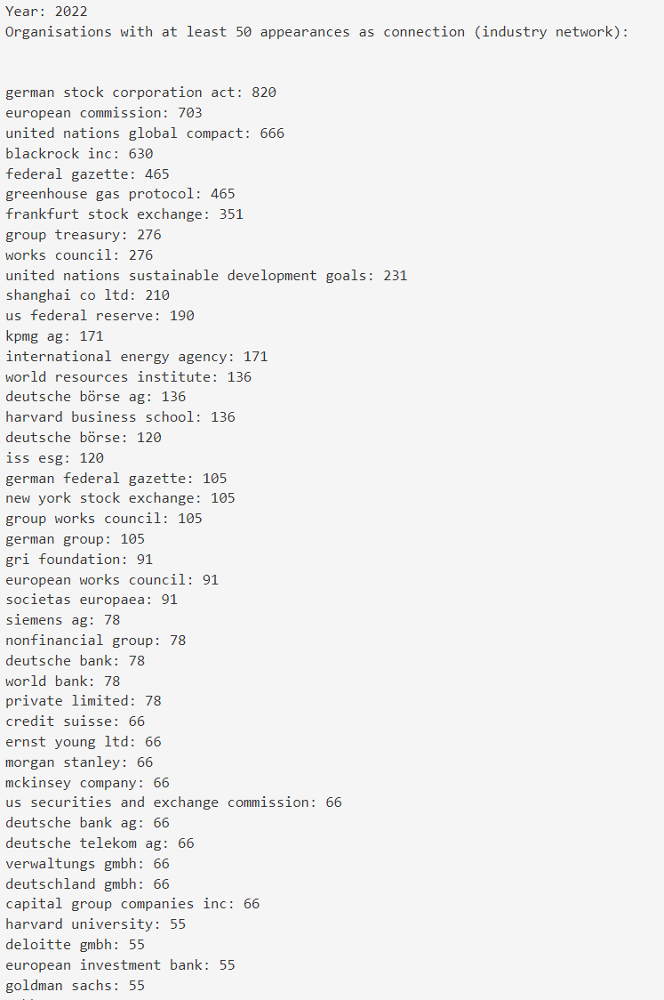 Year: 2022
Organisations with at least 50 appearances as connection (industry network):
german stock corporation act: 820
european commission: 703
united nations global compact: 666
blackrock inc: 630
federal gazette: 465
greenhouse gas protocol: 465
frankfurt stock exchange: 351
group treasury: 276
works council: 276
united nations sustainable development goals: 231
shanghai co ltd: 210
us federal reserve: 190
kpmg ag: 171
international energy agency: 171
world resources institute: 136
deutsche börse ag: 136
harvard business school: 136
deutsche börse: 120
iss esg: 120
german federal gazette: 105
new york stock exchange: 105
group works council: 105
german group: 105
gri foundation: 91
european works council: 91
societas europaea: 91
siemens ag: 78
nonfinancial group: 78
deutsche bank: 78
world bank: 78
private limited: 78
credit suisse: 66
ernst young ltd: 66
morgan stanley: 66
mckinsey company: 66
us securities and exchange commission: 66
deutsche bank ag: 66
deutsche telekom ag: 66
verwaltungs gmbh: 66
deutschland gmbh: 66
capital group companies inc: 66
harvard university: 55
deloitte gmbh: 55
european investment bank: 55
goldman sachs: 55